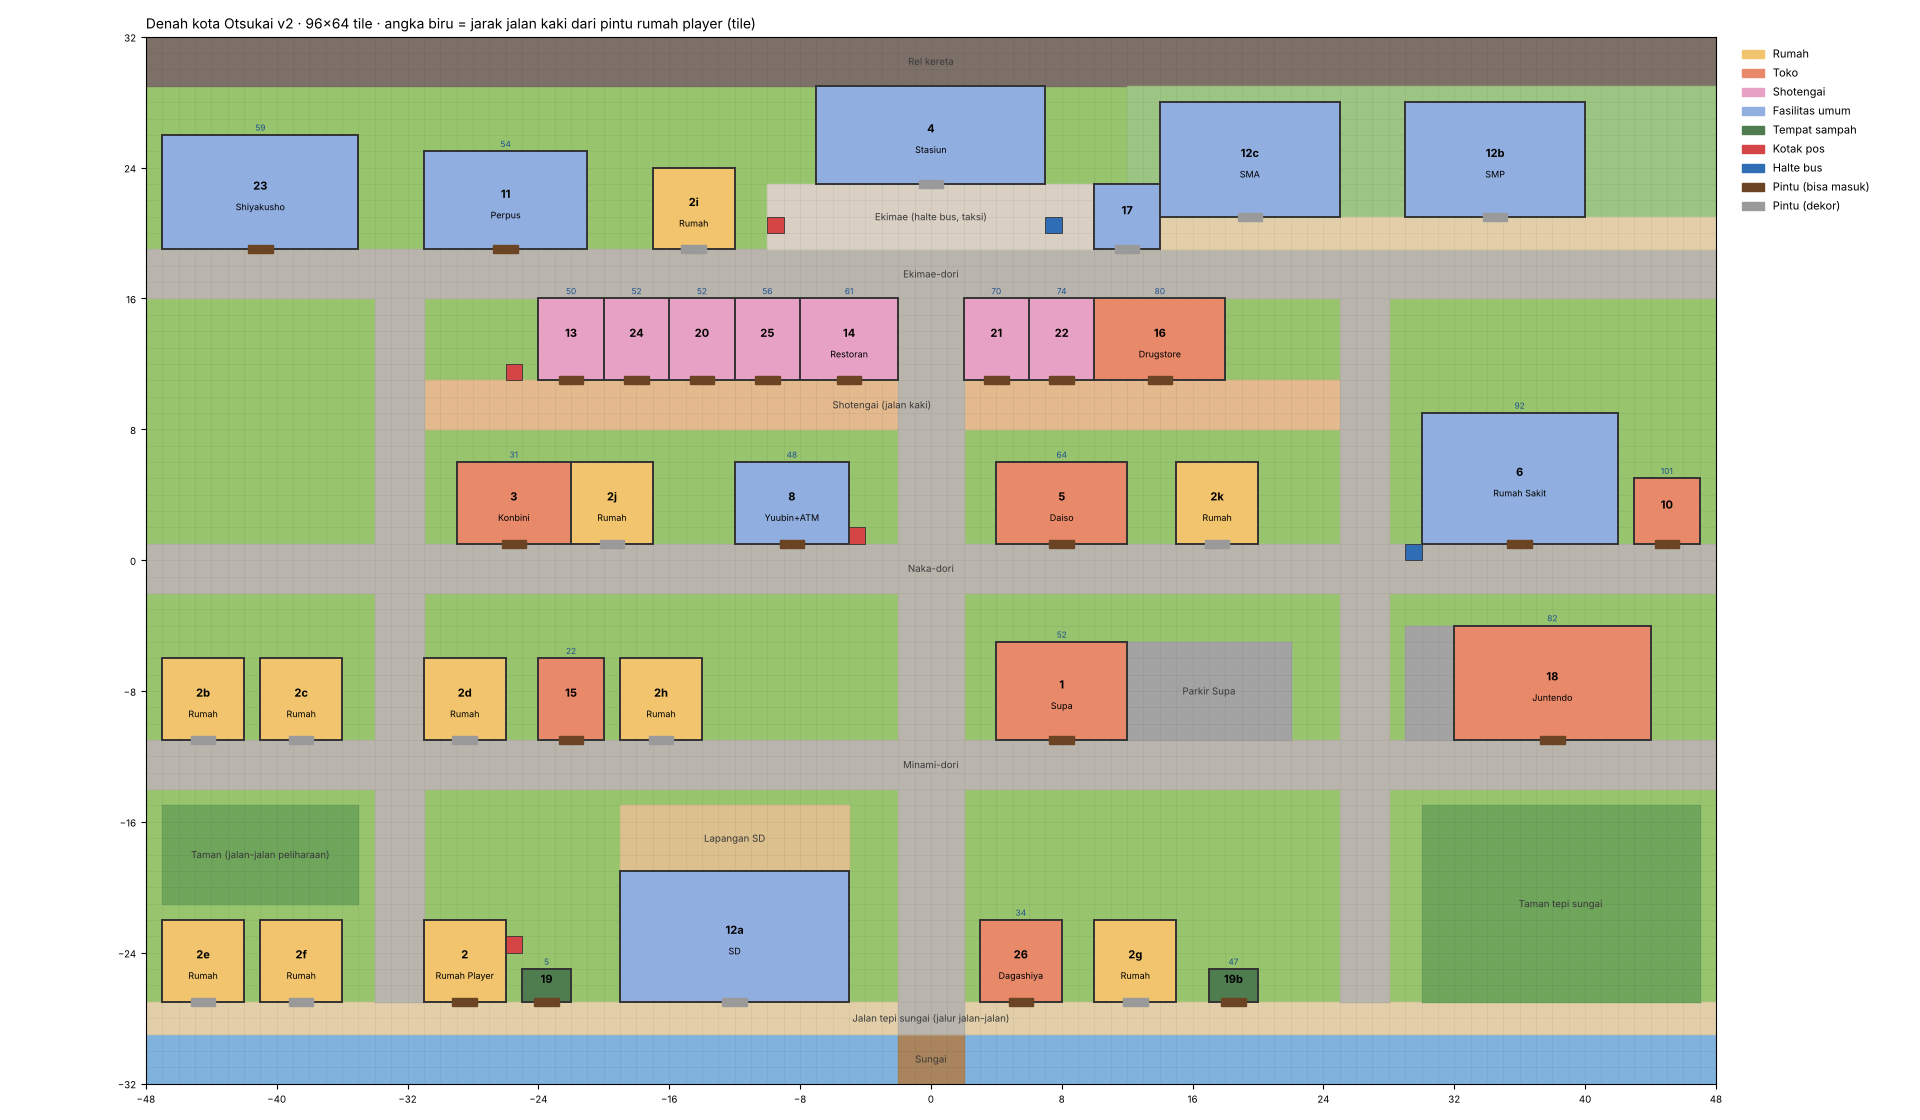 Denah kota Otsukai v2 · 96×64 tile · angka biru = jarak jalan kaki dari pintu rumah player (tile)
32
24
16
8
0
−8
−16
−24
−32
Rel kereta
59
23
Shiyakusho
54
11
Perpus
2i
Rumah
4
Stasiun
Ekimae (halte bus, taksi)
17
12c
SMA
12b
SMP
Ekimae-dori
50
13
52
24
52
20
56
25
61
14
Restoran
70
21
74
22
80
16
Drugstore
Shotengai (jalan kaki)
31
3
Konbini
2j
Rumah
48
8
Yuubin+ATM
64
5
Daiso
2k
Rumah
92
6
Rumah Sakit
101
10
Naka-dori
2b
Rumah
2c
Rumah
2d
Rumah
22
15
2h
Rumah
52
1
Supa
Parkir Supa
82
18
Juntendo
Minami-dori
Taman (jalan-jalan peliharaan)
Lapangan SD
Taman tepi sungai
2e
Rumah
2f
Rumah
2
Rumah Player
5
19
12a
SD
34
26
Dagashiya
2g
Rumah
47
19b
Jalan tepi sungai (jalur jalan-jalan)
Sungai
−48
−40
−32
−24
−16
−8
0
8
16
24
32
40
48
Rumah
Toko
Shotengai
Fasilitas umum
Tempat sampah
Kotak pos
Halte bus
Pintu (bisa masuk)
Pintu (dekor)